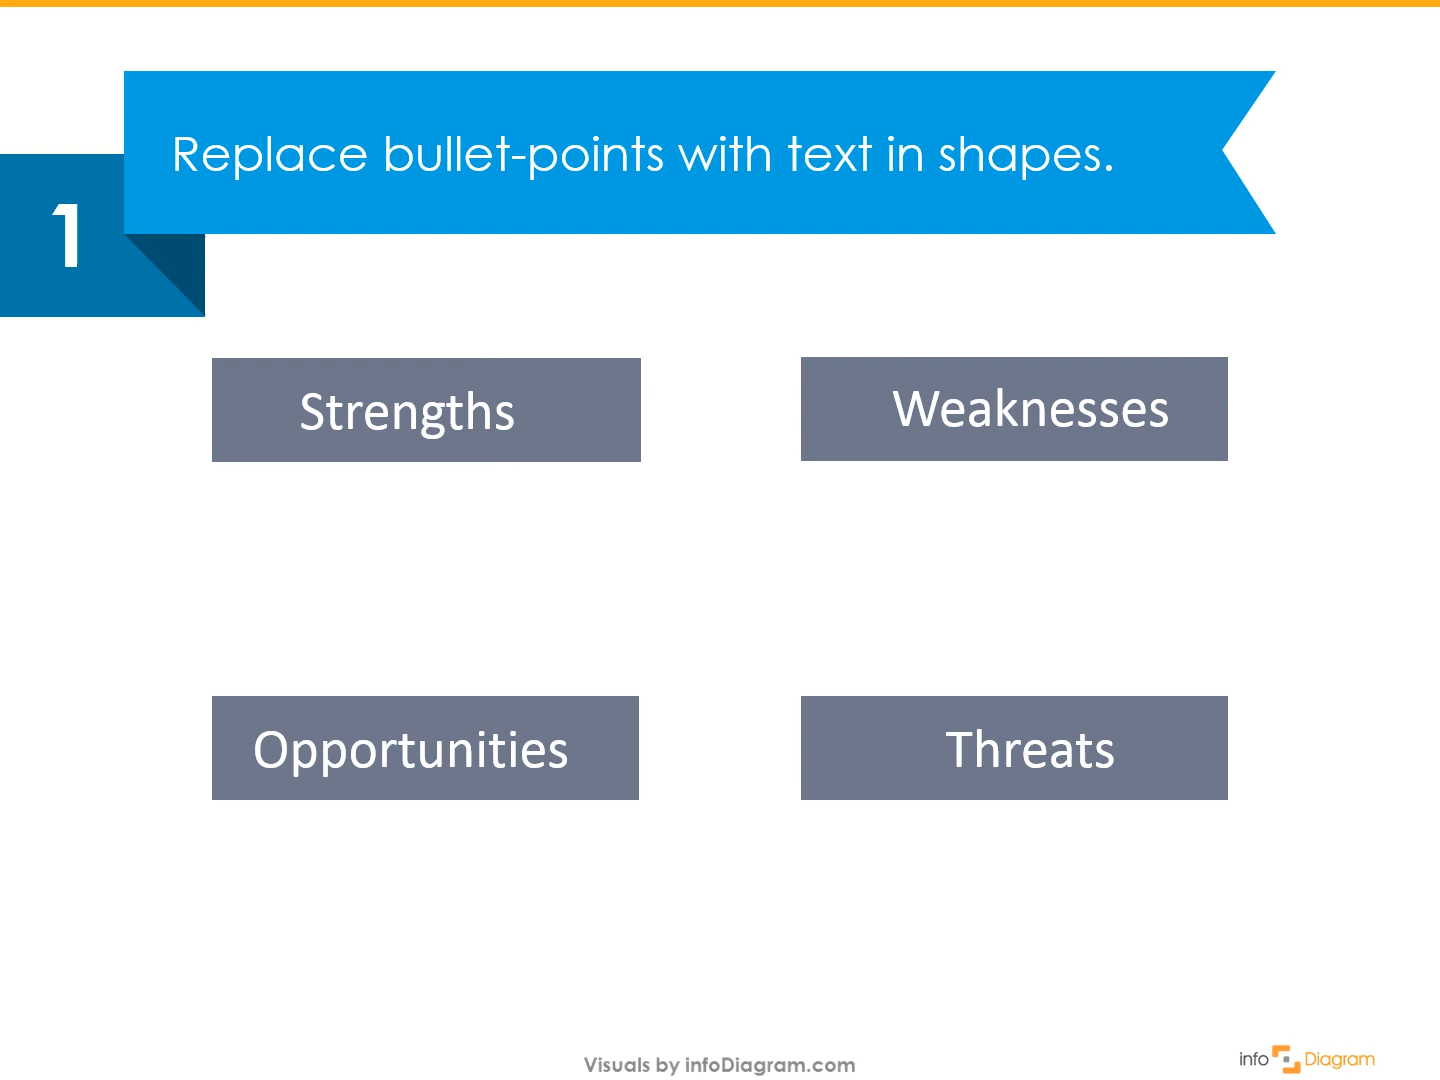 Replace bullet-points with text in shapes.
1
Strengths
Weaknesses
Opportunities
Threats
Visuals by infoDiagram.com
info Diagram